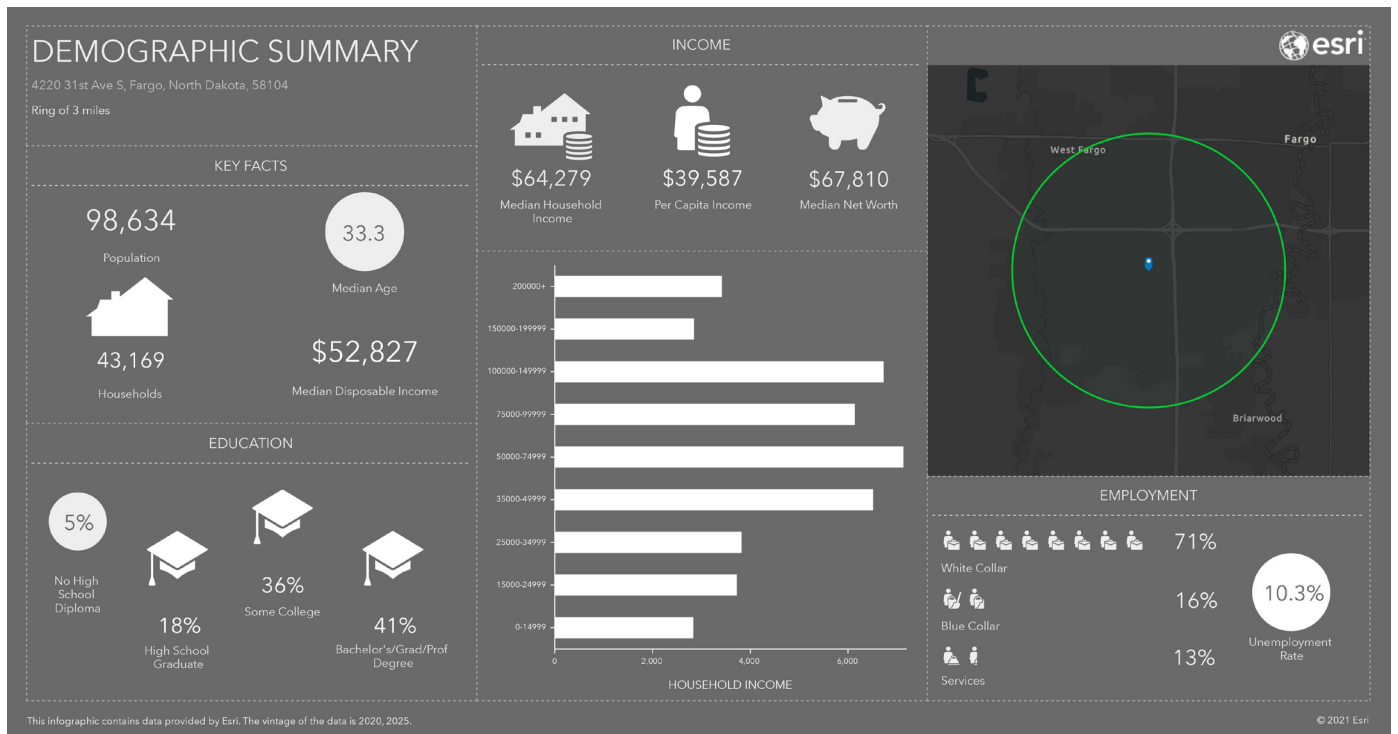 DEMOGRAPHIC SUMMARY
4220 31st Ave S, Fargo, North Dakota, 58104
Ring of 3 miles
KEY FACTS
98,634
Population
33.3
Median Age
43,169
Households
$52,827
Median Disposable Income
EDUCATION
5%
No High
School
Diploma
18%
High School
Graduate
36%
Some College
41%
Bachelor's/Grad/Prof
Degree
INCOME
$64,279
Median Household
Income
$39,587
Per Capita Income
$67,810
Median Net Worth
200000+
150000-199999
100000-149999
75000-99999
50000-74999
35000-49999
25000-34999
15000-24999
0-14999
0
2,000
4,000
6,000
HOUSEHOLD INCOME
esri
West Fargo
Fargo
Briarwood
EMPLOYMENT
71%
White Collar
16%
Blue Collar
13%
Services
10.3%
Unemployment
Rate
This infographic contains data provided by Esri. The vintage of the data is 2020, 2025.
© 2021 Esri